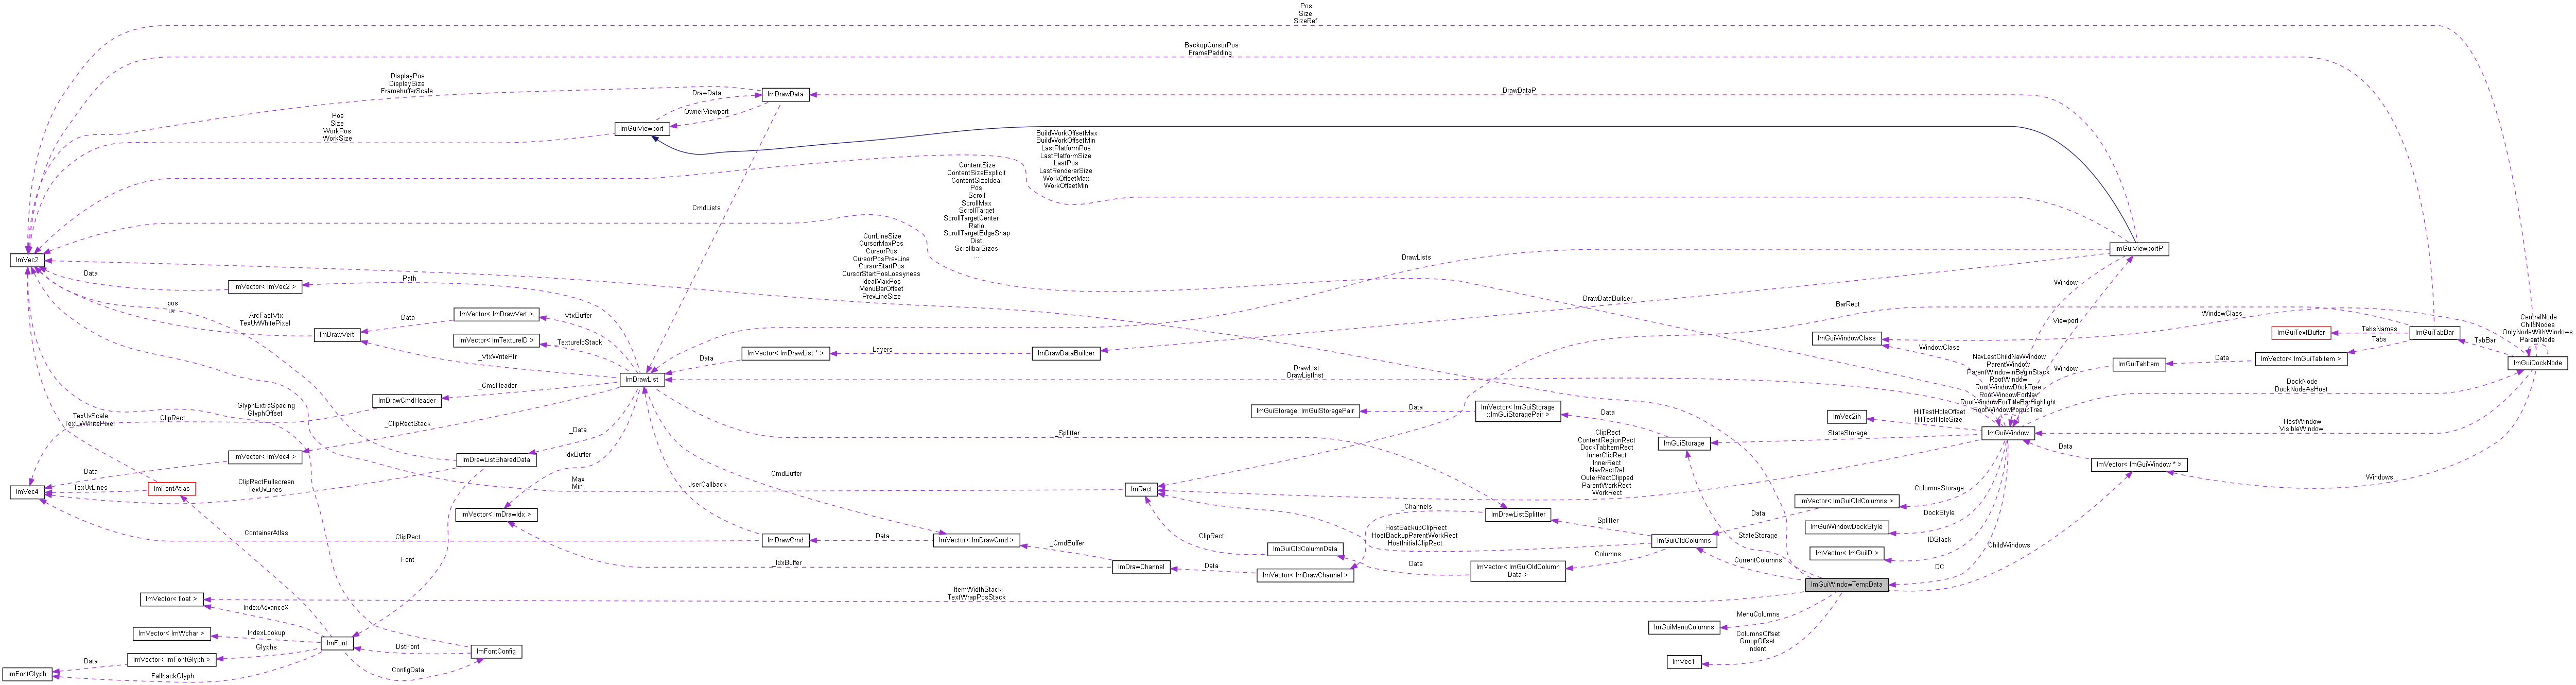 Pos
Size
SizeRef
BackupCursorPos
FramePadding
DisplayPos
DisplaySize
FramebufferScale
DrawData
ImDrawData
DrawDataP
OwnerViewport
Pos
Size
WorkPos
WorkSize
ImGuiViewport
BuildWorkOffsetMax
BuildWorkOffsetMin
LastPlatformPos
LastPlatformSize
LastPos
LastRendererSize
WorkOffsetMax
WorkOffsetMin
ContentSize
ContentSizeExplicit
ContentSizeIdeal
Pos
Scroll
ScrollMax
ScrollTarget
ScrollTargetCenter
Ratio
ScrollTargetEdgeSnap
Dist
ScrollbarSizes
...
CmdLists
CurrLineSize
CursorMaxPos
CursorPos
CursorPosPrevLine
CursorStartPos
CursorStartPosLossyness
IdealMaxPos
MenuBarOffset
PrevLineSize
ImGuiViewportP
ImVec2
DrawLists
Data
ImVector< ImVec2 >
_Path
Window
DrawDataBuilder
BarRect
pos
uv
ArcFastVtx
TexUvWhitePixel
Data
ImVector< ImDrawVert >
VtxBuffer
ImDrawVert
ImVector< ImTextureID >
TextureIdStack
_VtxWritePtr
Viewport
WindowClass
CentralNode
ChildNodes
OnlyNodeWithWindows
ParentNode
ImGuiWindowClass
WindowClass
ImGuiTextBuffer
TabsNames
Tabs
ImGuiTabBar
TabBar
ImVector< ImDrawList * >
Layers
ImDrawDataBuilder
Data
ImGuiTabItem
Data
ImVector< ImGuiTabItem >
ImGuiDockNode
Window
ImDrawList
DrawList
DrawListInst
NavLastChildNavWindow
ParentWindow
ParentWindowInBeginStack
RootWindow
RootWindowDockTree
RootWindowForNav
RootWindowForTitleBarHighlight
RootWindowPopupTree
DockNode
DockNodeAsHost
_CmdHeader
ImDrawCmdHeader
GlyphExtraSpacing
GlyphOffset
TexUvScale
TexUvWhitePixel
ClipRect
_ClipRectStack
ImGuiStorage::ImGuiStoragePair
Data
ImVector< ImGuiStorage
::ImGuiStoragePair >
Data
ImVec2ih
HitTestHoleOffset
HitTestHoleSize
HostWindow
VisibleWindow
_Data
_Splitter
ImGuiStorage
StateStorage
ImGuiWindow
ClipRect
ContentRegionRect
DockTabItemRect
InnerClipRect
InnerRect
NavRectRel
OuterRectClipped
ParentWorkRect
WorkRect
Data
ImVector< ImVec4 >
ImDrawListSharedData
IdxBuffer
Data
ImVector< ImGuiWindow * >
CmdBuffer
Windows
ClipRectFullscreen
TexUvLines
UserCallback
Max
Min
ImVec4
TexUvLines
ImFontAtlas
ImRect
ColumnsStorage
ImVector< ImGuiOldColumns >
ImVector< ImDrawIdx >
_Channels
ImDrawListSplitter
Data
DockStyle
Splitter
ImGuiWindowDockStyle
ContainerAtlas
ClipRect
ImDrawCmd
Data
ImVector< ImDrawCmd >
HostBackupClipRect
HostBackupParentWorkRect
HostInitialClipRect
ClipRect
StateStorage
ImGuiOldColumns
IDStack
_CmdBuffer
ImGuiOldColumnData
ImVector< ImGuiID >
ChildWindows
Columns
Font
_IdxBuffer
ImDrawChannel
Data
ImVector< ImDrawChannel >
Data
ImVector< ImGuiOldColumn
Data >
CurrentColumns
DC
ImGuiWindowTempData
ItemWidthStack
TextWrapPosStack
ImVector< float >
IndexAdvanceX
MenuColumns
ImGuiMenuColumns
ImVector< ImWchar >
IndexLookup
ColumnsOffset
GroupOffset
Indent
ImFont
DstFont
ImFontConfig
Glyphs
ImVector< ImFontGlyph >
Data
ImVec1
ConfigData
ImFontGlyph
FallbackGlyph